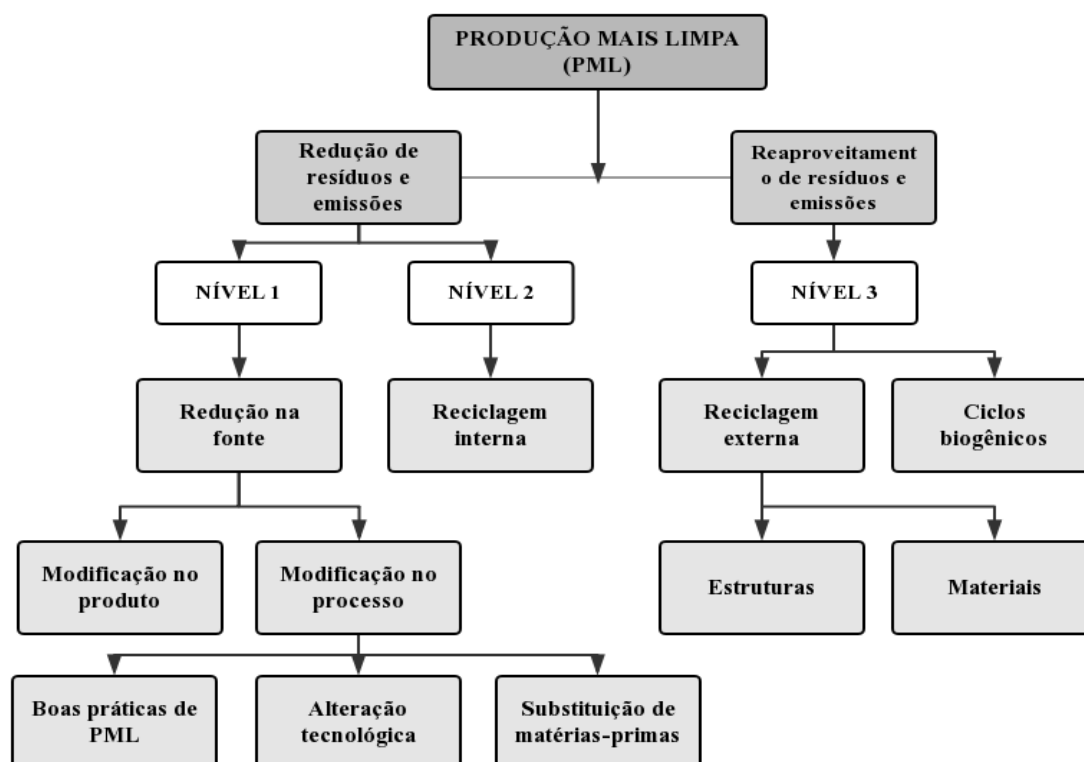 PRODUÇÃO MAIS LIMPA
(PML)
Redução de
resíduos e
emissões
Reaproveitament
o de resíduos e
emissões
NÍVEL 1
NÍVEL 2
NÍVEL 3
Redução na
fonte
Reciclagem
interna
Reciclagem
externa
Ciclos
biogênicos
Modificação no
produto
Modificação no
processo
Estruturas
Materiais
Boas práticas de
PML
Alteração
tecnológica
Substituição de
matérias-primas